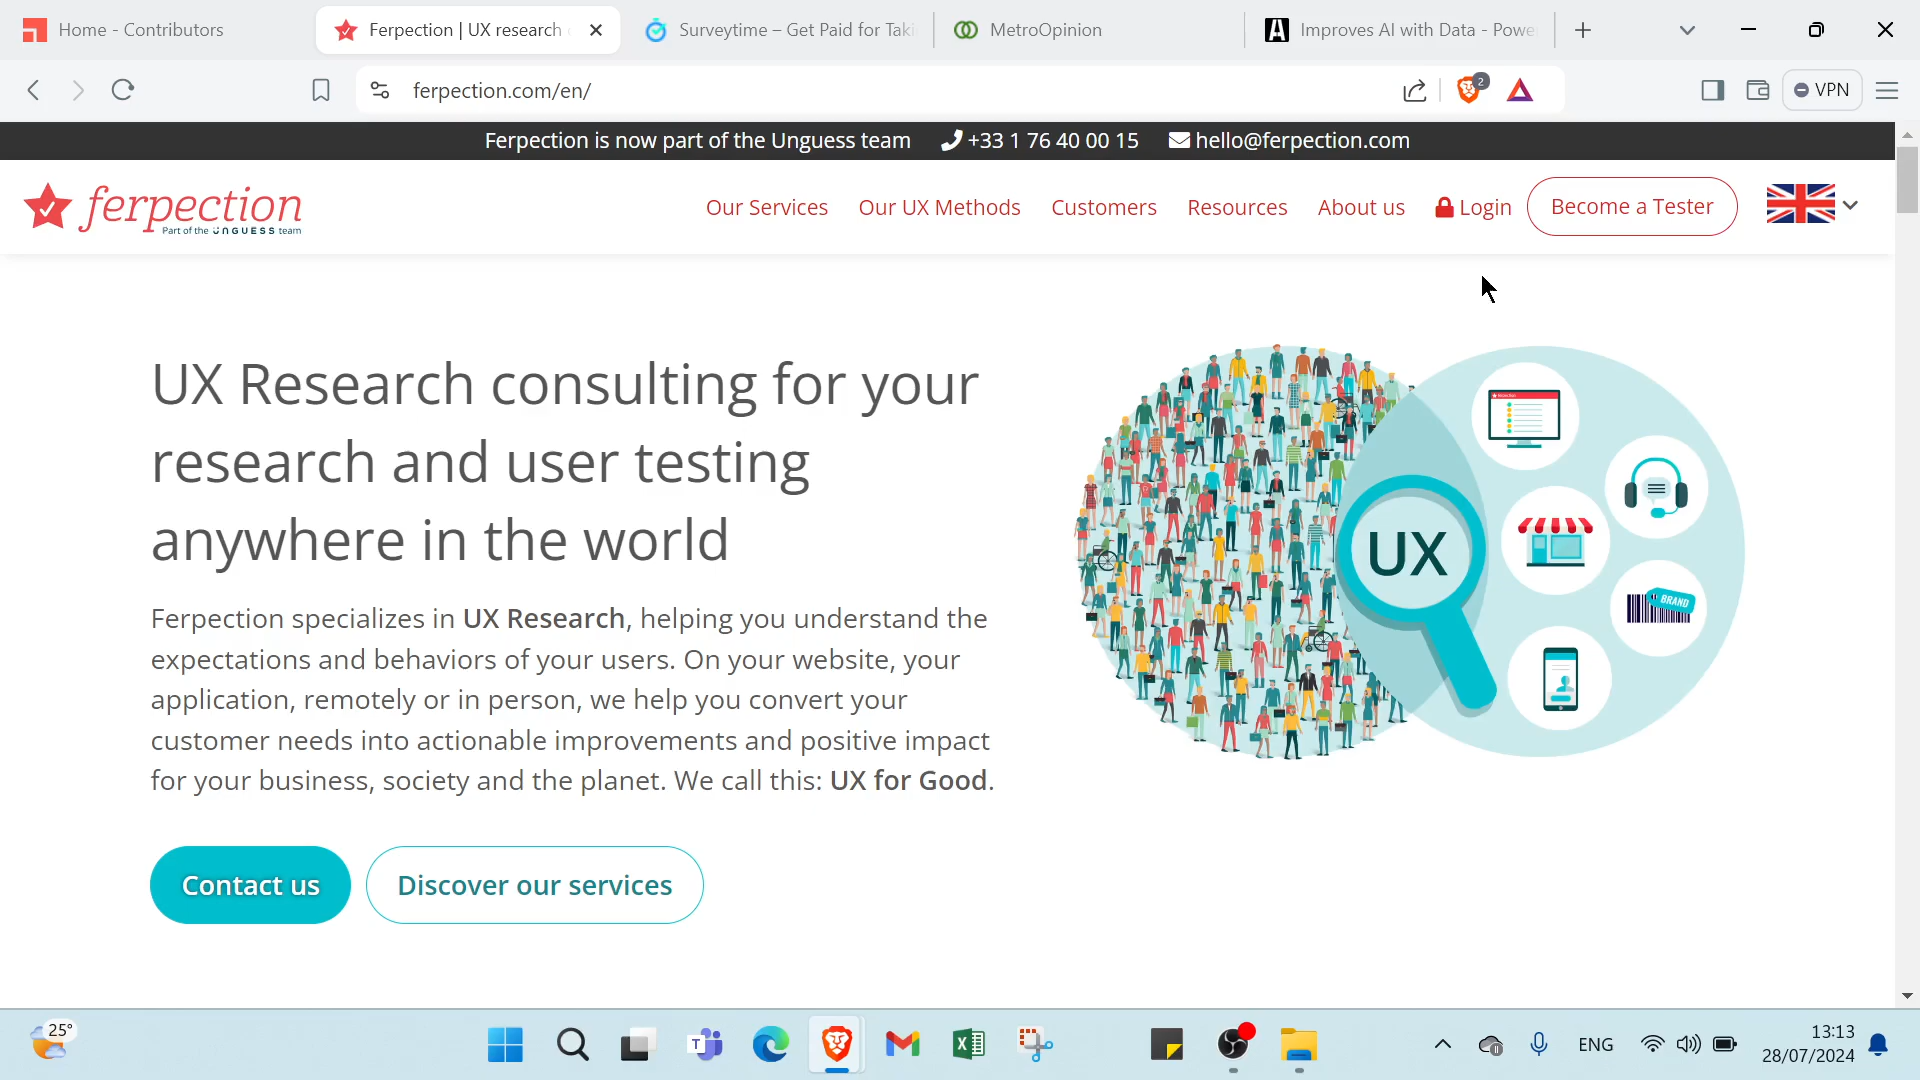 Home - Contributors
Ferpection | UX research
Surveytime – Get Paid for Taki
MetroOpinion
Improves AI with Data - Powe
ferpection.com/en/
2
VPN
Ferpection is now part of the Unguess team
+33 1 76 40 00 15
hello@ferpection.com
ferpection
Part of the UNGUESS team
Our Services
Our UX Methods
Customers
Resources
About us
Login
Become a Tester
UX Research consulting for your
research and user testing
anywhere in the world
Ferpection specializes in UX Research, helping you understand the
expectations and behaviors of your users. On your website, your
application, remotely or in person, we help you convert your
customer needs into actionable improvements and positive impact
for your business, society and the planet. We call this: UX for Good.
Contact us
Discover our services
UX
BRAND
25°
ENG
13:13
28/07/2024